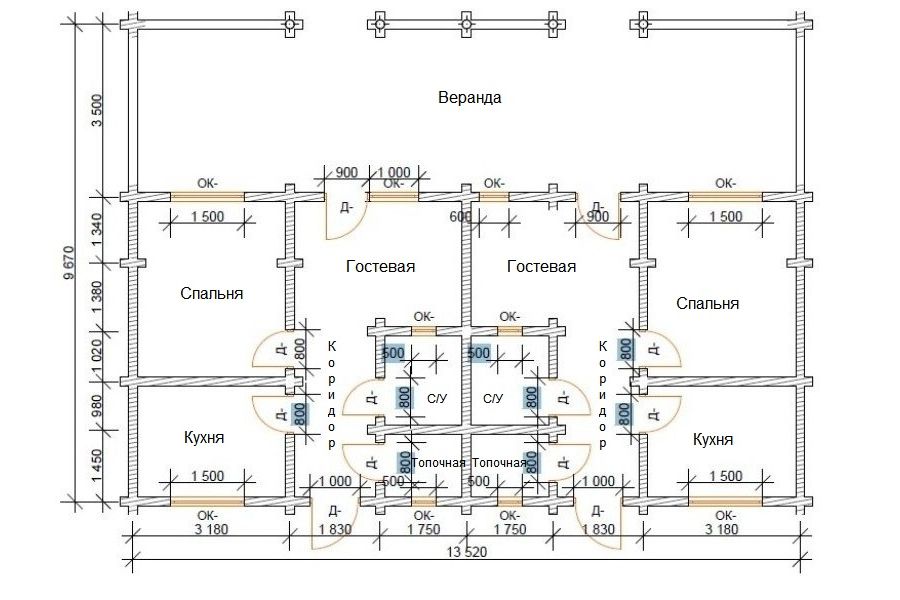 Веранда
3 500
900
1 000
ОК-
ОК-
ОК-
ОК-
1 500
Д-
600
Д-
900
1 500
1 340
9 670
Гостевая
Гостевая
Спальня
Спальня
1 380
ОК-
ОК-
Д-
800
Коридор
500
500
Коридор
800
Д-
1 020
Д-
800
С/У
С/У
800
Д-
980
Д-
800
800
Д-
Кухня
Кухня
1 450
Д-
800
Топочная
Топочная
800
Д-
1 500
1 000
500
500
1 000
1 500
ОК-
Д-
ОК-
ОК-
Д-
ОК-
3 180
1 830
1 750
1 750
1 830
3 180
13 520